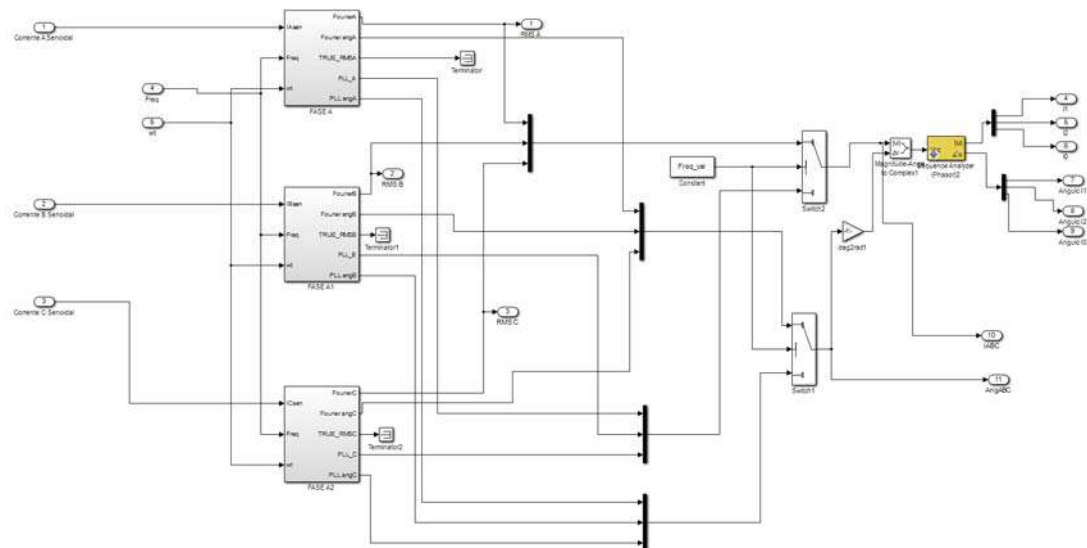 1
Corrente A Senoidal
4
Freq
5
wt
2
Corrente B Senoidal
3
Corrente C Senoidal
IAsen
Freq
wt
FourierA
FourierangA
TRUE_RMSA
PLL_A
PLLangA
FASE A
1
RMS A
Terminator
IBsen
Freq
wt
FourierB
FourierangB
TRUE_RMSB
PLL_B
PLLangB
FASE A1
2
RMS B
Terminator1
3
RMS C
ICsen
Freq
wt
FourierC
FourierangC
TRUE_RMSC
PLL_C
PLLangC
FASE A2
Terminator2
Freq_val
Constant
Switch2
Switch1
deg2rad1
|u|
Magnitude-Angle
to Complex1
|u|
∠u
Sequence Analyzer
(Phasor)2
4
I1
5
I2
6
I0
7
Angulo I1
8
Angulo I2
9
Angulo I0
10
IABC
11
AngABC